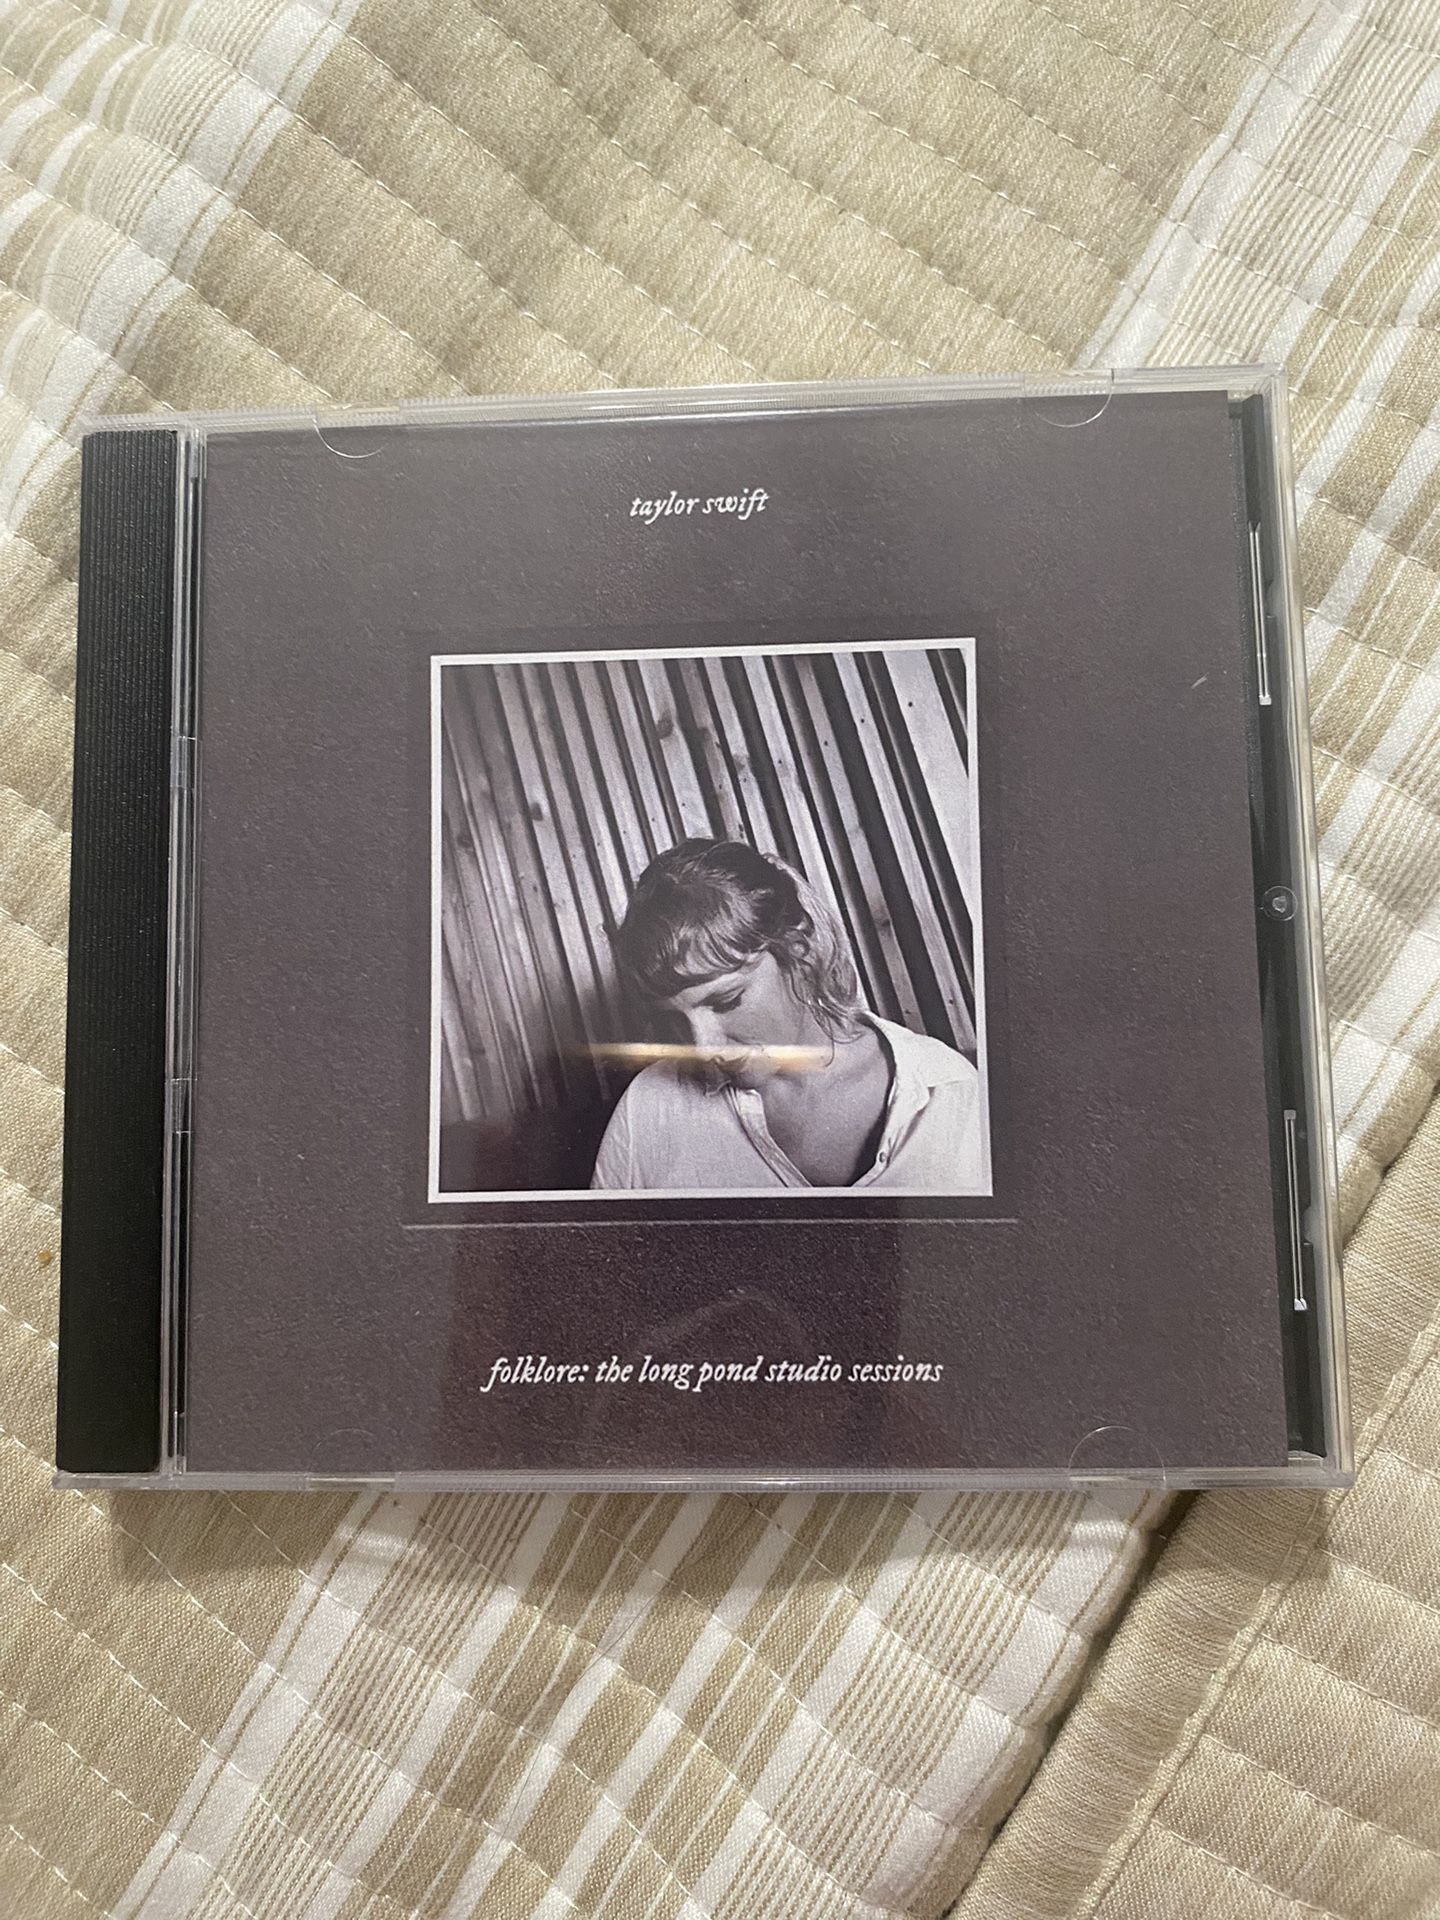 taylor swift
folklore: the long pond studio sessions